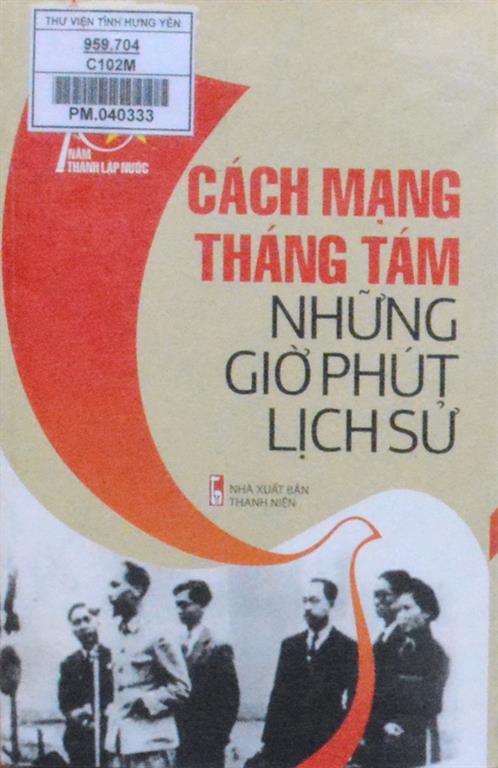 THƯ VIỆN TỈNH HƯNG YÊN
959.704
C102M
PM.040333
NĂM
THÀNH LẬP NƯỚC
CÁCH MẠNG
THÁNG TÁM
NHỮNG
GIỜ PHÚT
LỊCH SỬ
NHÀ XUẤT BẢN
THANH NIÊN